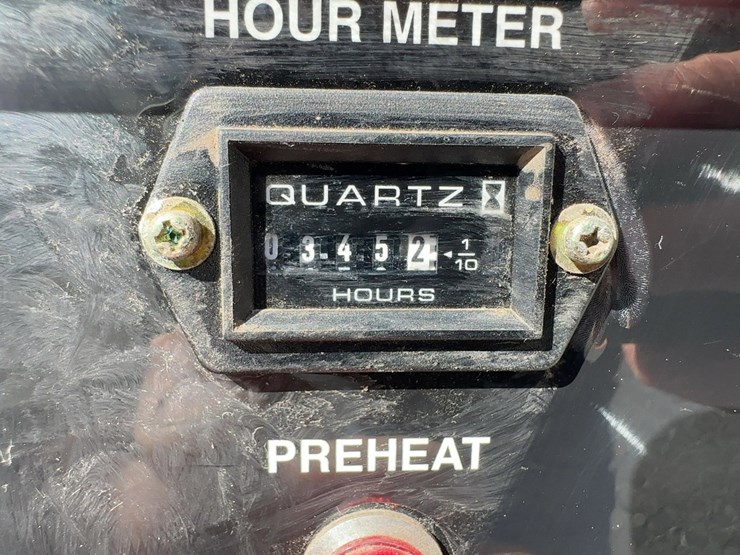 HOUR METER
QUARTZ
0 3 4 5 2 ◂ 1/10
HOURS
PREHEAT